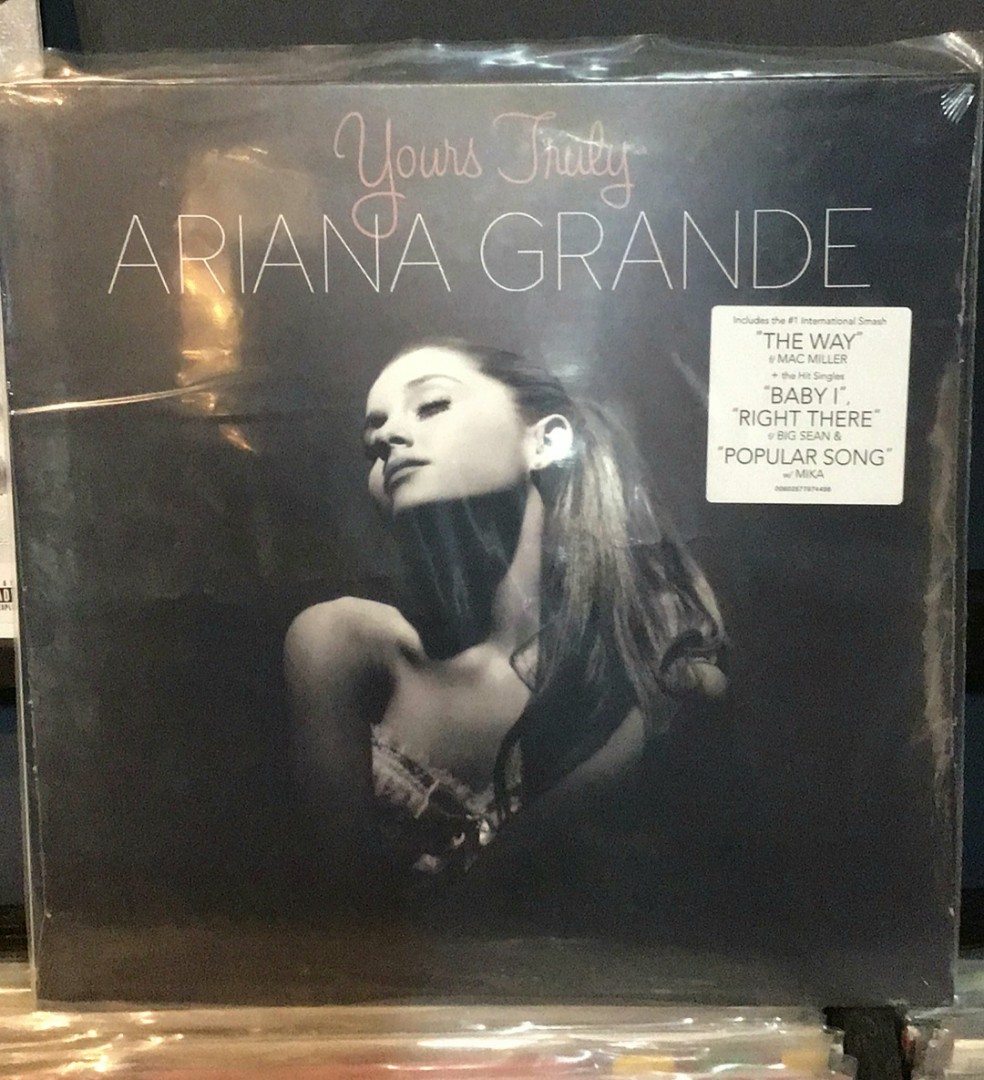 Yours Truly
ARIANA GRANDE
Includes the #1 International Smash
"THE WAY"
MAC MILLER
+ the Hit Singles
"BABY I",
"RIGHT THERE"
BIG SEAN &
"POPULAR SONG"
w/ MIKA